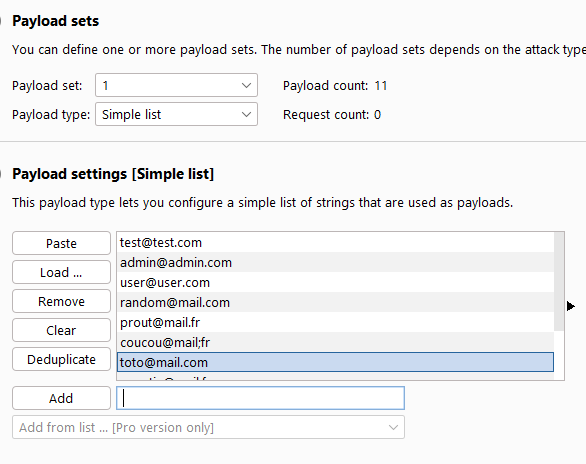 Payload sets
You can define one or more payload sets. The number of payload sets depends on the attack type
Payload set: 1 Payload count: 11
Payload type: Simple list Request count: 0
Payload settings [Simple list]
This payload type lets you configure a simple list of strings that are used as payloads.
Paste
Load ...
Remove
Clear
Deduplicate
test@test.com
admin@admin.com
user@user.com
random@mail.com
prout@mail.fr
coucou@mail;fr
toto@mail.com
Add
Add from list ... [Pro version only]